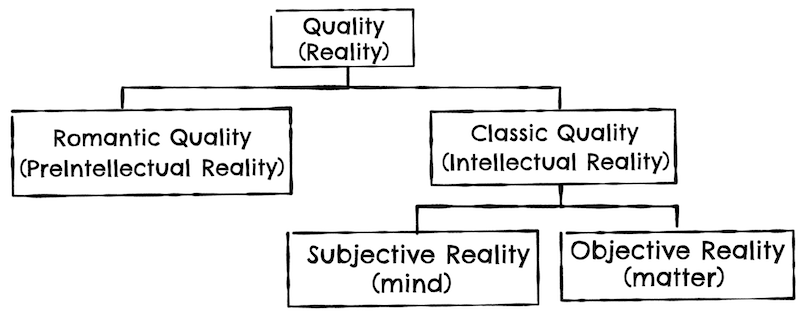 Quality
(Reality)
Romantic Quality
(PreIntellectual Reality)
Classic Quality
(Intellectual Reality)
Subjective Reality
(mind)
Objective Reality
(matter)